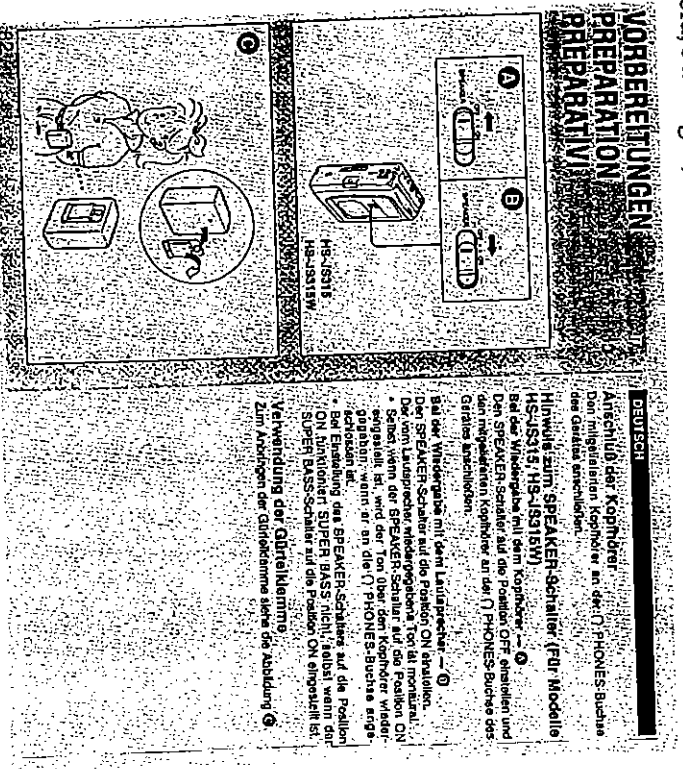 VORBEREITUNGEN
PREPARATION
PREPARATIVI
A
B
HS-JS315
HS-JS315W
C
DEUTSCH
Anschluß der Kopfhörer
Den mitgelieferten Kopfhörer an der PHONES-Buchse
des Gerätes anschließen.
Hinweis zum SPEAKER-Schalter (Für Modelle
HS-JS315/ HS-JS315W)
Bei der Wiedergabe mit dem Kopfhörer — A
Den SPEAKER-Schalter auf die Position OFF einstellen und
den mitgelieferten Kopfhörer an der PHONES-Buchse des
Gerätes anschließen.
Bei der Wiedergabe mit dem Lautsprecher — B
Den SPEAKER-Schalter auf die Position ON einstellen.
Der vom Lautsprecher wiedergegebene Ton ist monaural.
* Selbst wenn der SPEAKER-Schalter auf die Position ON
eingestellt ist, wird der Ton über den Kopfhörer wieder-
gegeben, wenn er an die PHONES-Buchse ange-
schlossen ist.
* Bei Einstellung des SPEAKER-Schalters auf die Position
ON funktioniert SUPER BASS nicht, selbst wenn der
SUPER BASS-Schalter auf die Position ON eingestellt ist.
Verwendung der Gürtelklemme
Zum Anbringen der Gürtelklemme siehe die Abbildung C